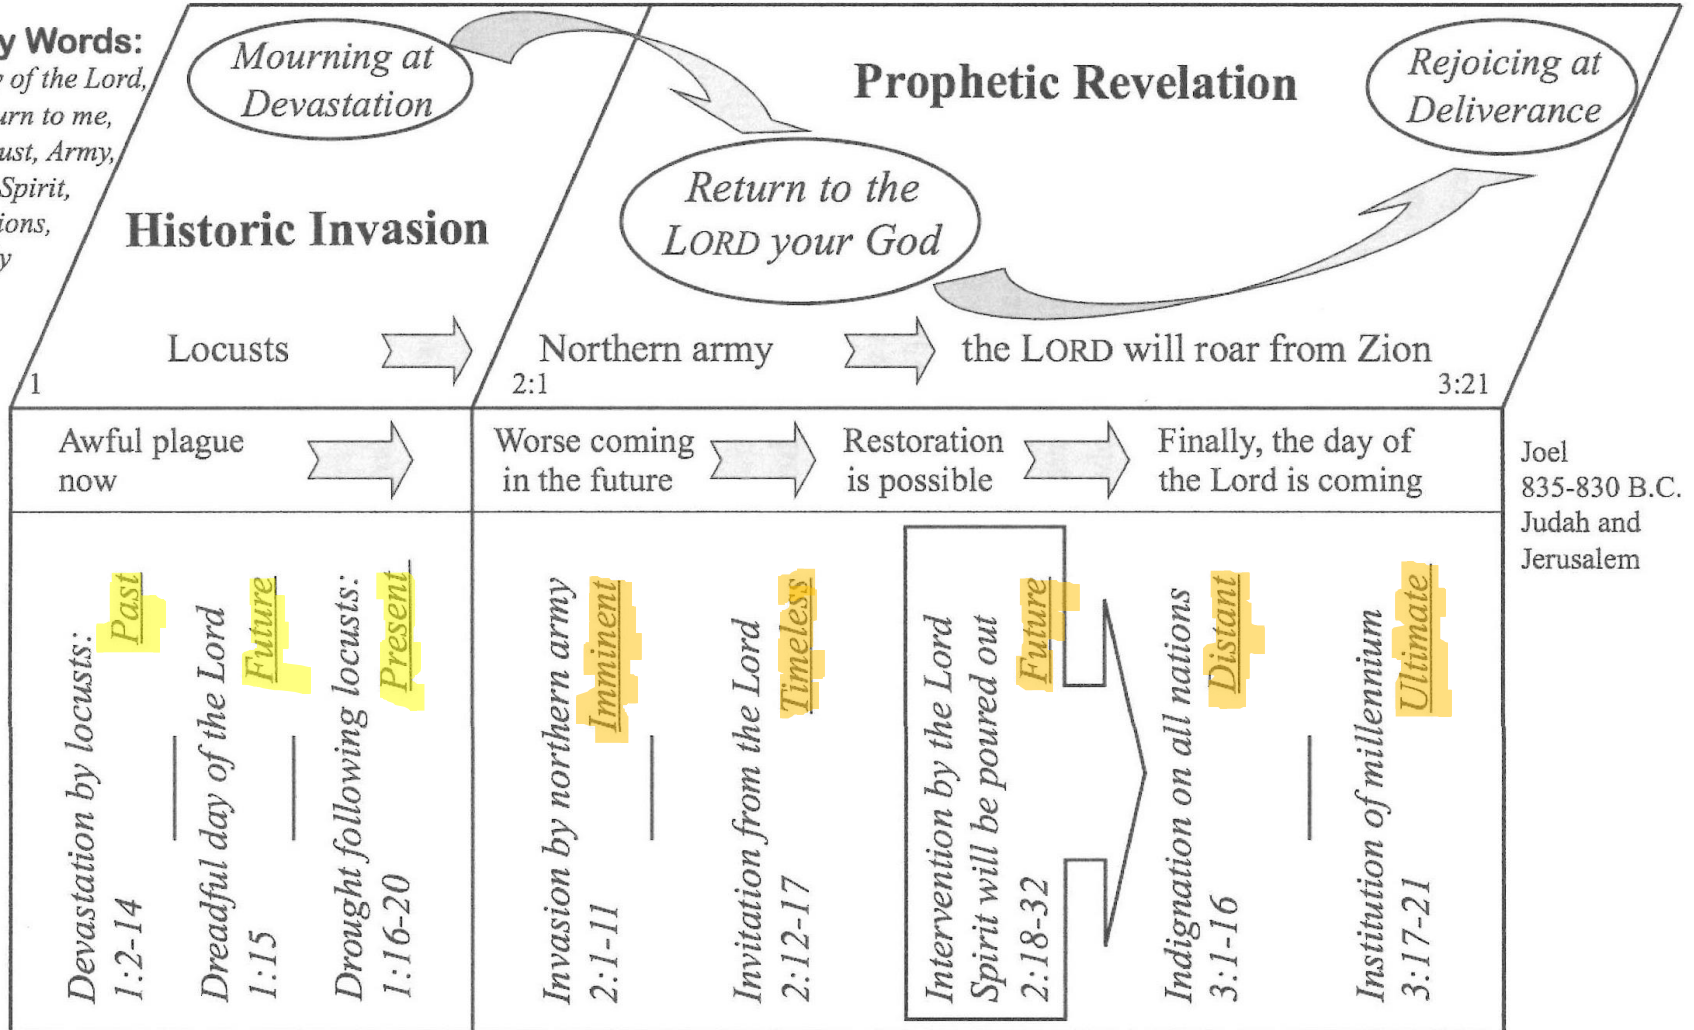 y Words:
y of the Lord,
urn to me,
ust, Army,
Spirit,
ions,
y
Mourning at
Devastation
Historic Invasion
Prophetic Revelation
Return to the
LORD your God
Rejoicing at
Deliverance
Locusts
Northern army
the LORD will roar from Zion
1
2:1
3:21
Awful plague
now
Worse coming
in the future
Restoration
is possible
Finally, the day of
the Lord is coming
Joel
835-830 B.C.
Judah and
Jerusalem
Devastation by locusts:
1:2-14
Past
Dreadful day of the Lord
1:15
Future
Drought following locusts:
1:16-20
Present
Invasion by northern army
2:1-11
Imminent
Invitation from the Lord
2:12-17
Timeless
Intervention by the Lord
Spirit will be poured out
2:18-32
Future
Indignation on all nations
3:1-16
Distant
Institution of millennium
3:17-21
Ultimate